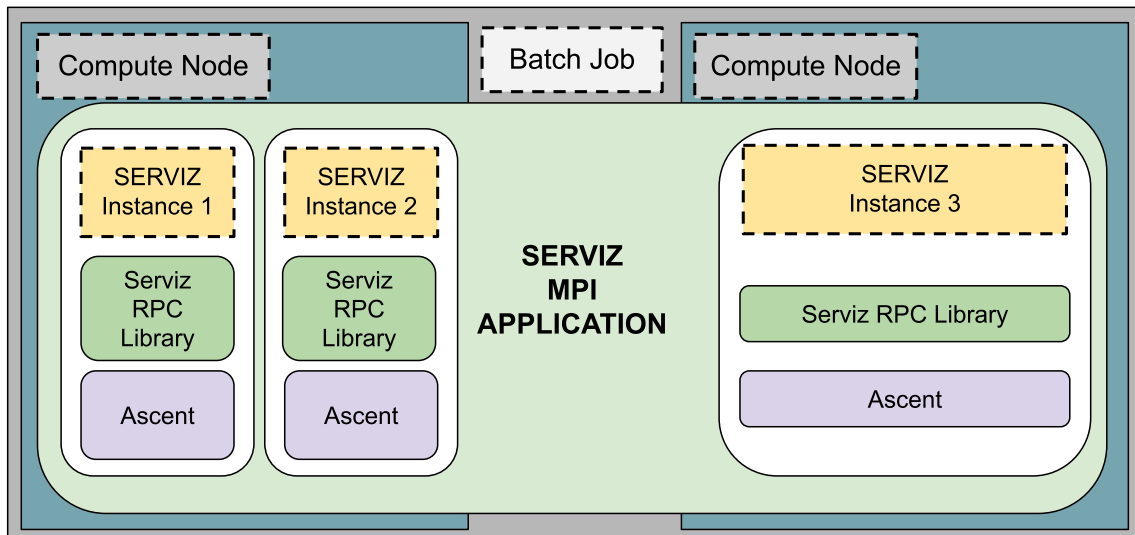 Compute Node
Batch Job
Compute Node
SERVIZ
Instance 1
Serviz
RPC
Library
Ascent
SERVIZ
Instance 2
Serviz
RPC
Library
Ascent
SERVIZ
MPI
APPLICATION
SERVIZ
Instance 3
Serviz RPC Library
Ascent